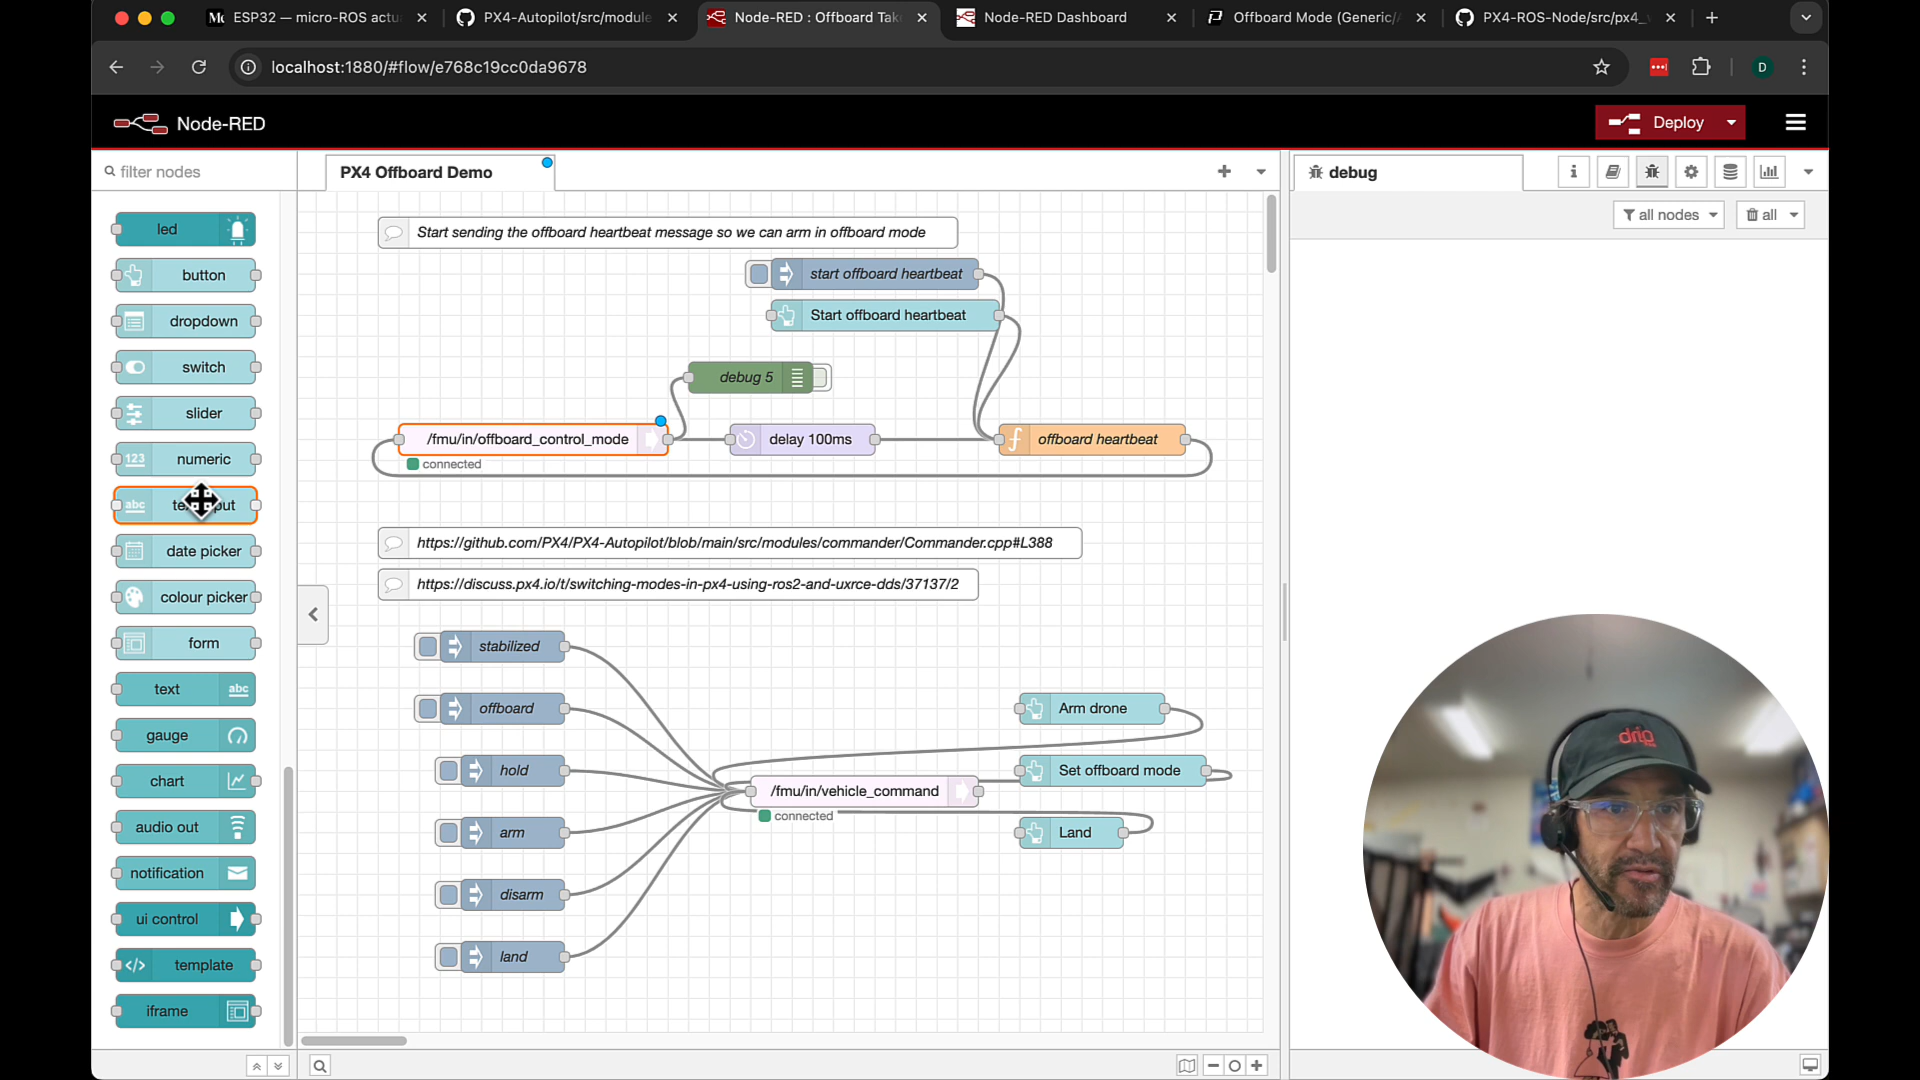 ESP32 — micro-ROS actu
PX4-Autopilot/src/module
Node-RED : Offboard Tak
Node-RED Dashboard
Offboard Mode (Generic/
PX4-ROS-Node/src/px4_
localhost:1880/#flow/e768c19cc0da9678
D
Node-RED
Deploy
filter nodes
PX4 Offboard Demo
debug
all nodes
all
led
button
dropdown
switch
slider
123 numeric
abc
date picker
colour picker
form
text abc
gauge
chart
audio out
notification
ui control
</> template
iframe
Start sending the offboard heartbeat message so we can arm in offboard mode
start offboard heartbeat
Start offboard heartbeat
debug 5
/fmu/in/offboard_control_mode
delay 100ms
offboard heartbeat
connected
https://github.com/PX4/PX4-Autopilot/blob/main/src/modules/commander/Commander.cpp#L388
https://discuss.px4.io/t/switching-modes-in-px4-using-ros2-and-uxrce-dds/37137/2
stabilized
offboard
hold
arm
disarm
land
/fmu/in/vehicle_command
connected
Arm drone
Set offboard mode
Land